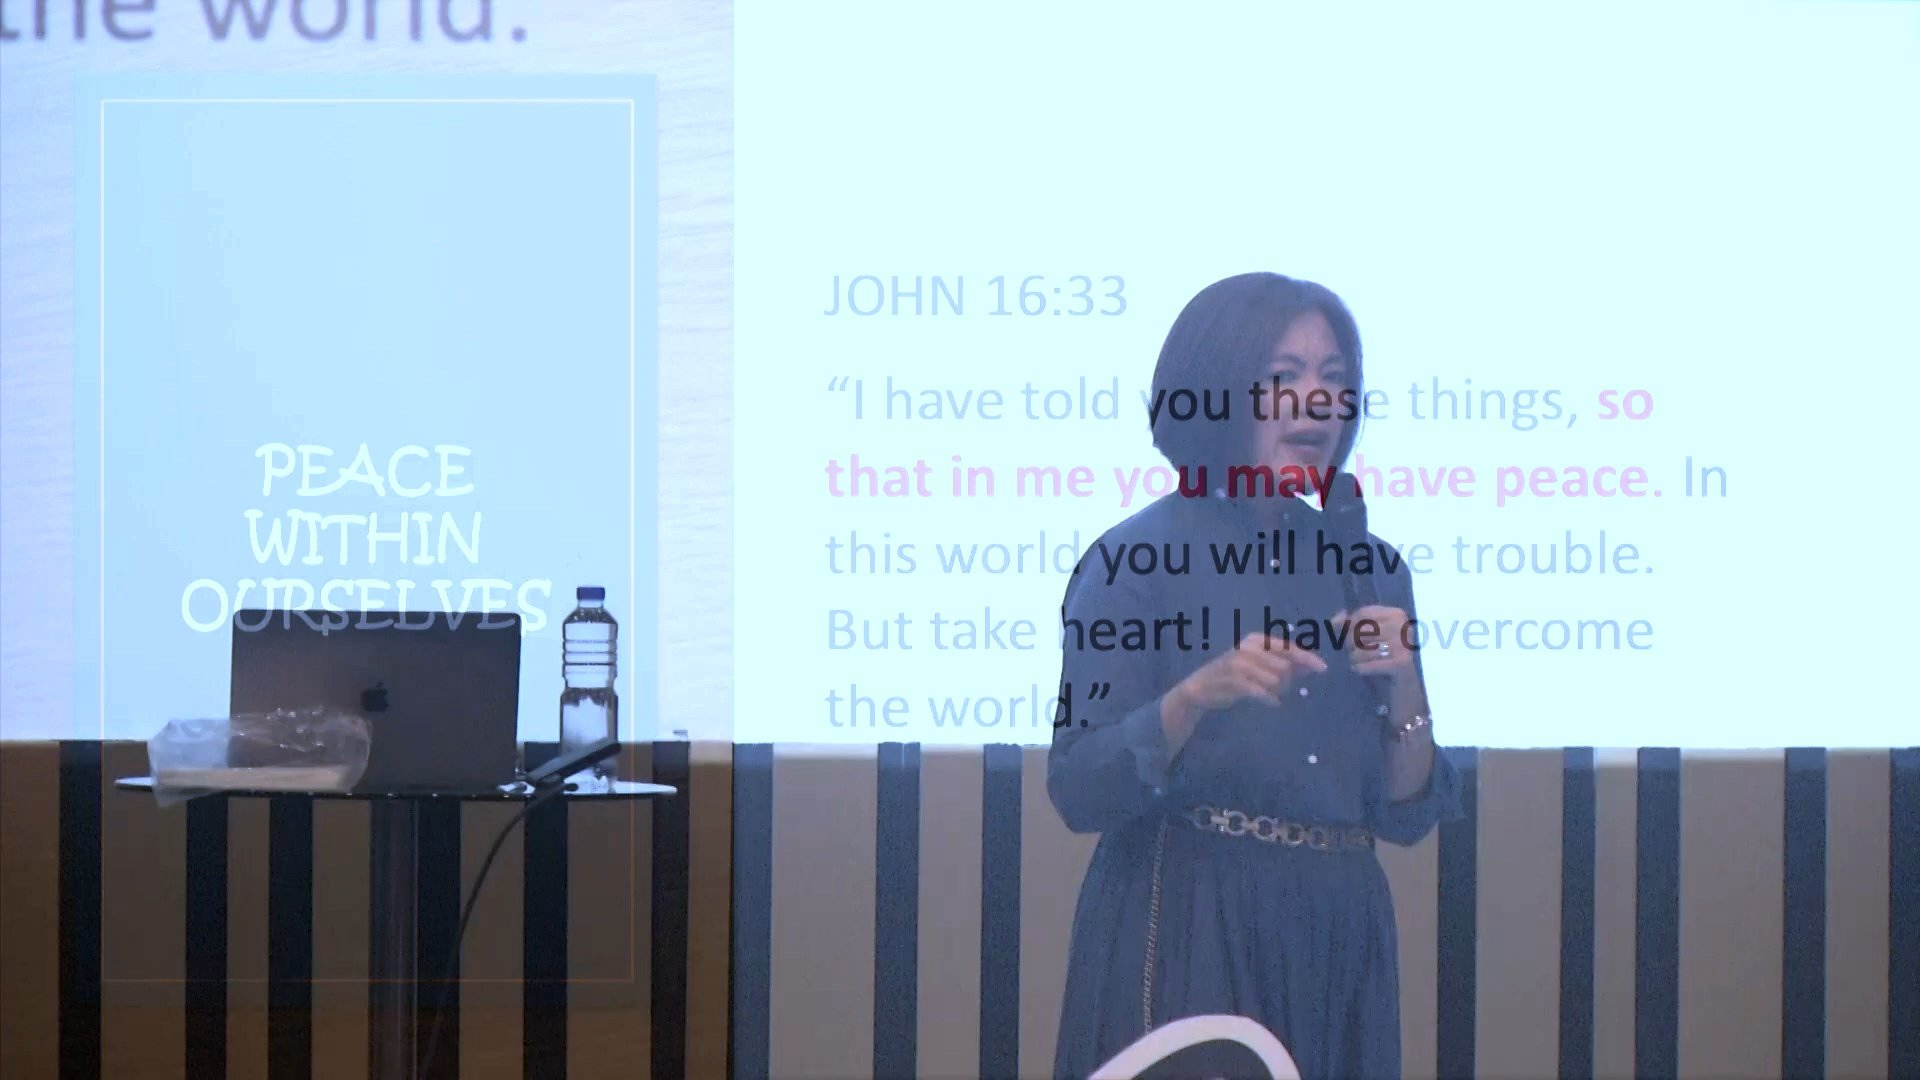 the world.
PEACE
WITHIN
OURSELVES
JOHN 16:33
“I have told you these things, so
that in me you may have peace. In
this world you will have trouble.
But take heart! I have overcome
the world.”